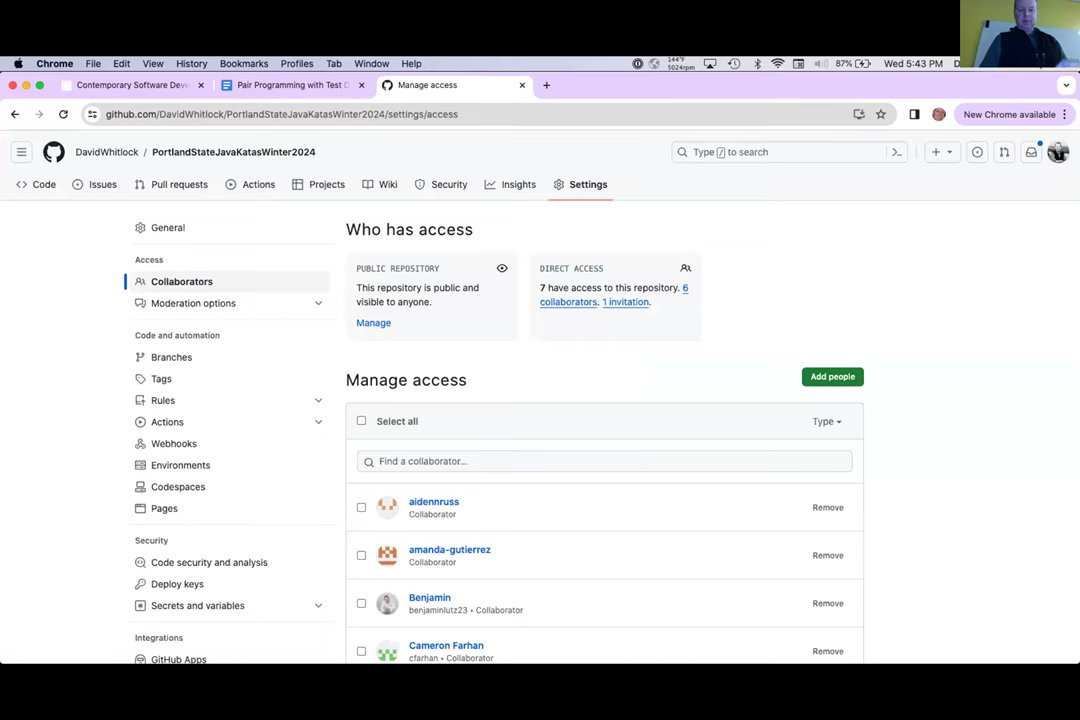 Chrome File Edit View History Bookmarks Profiles Tab Window Help
144°F
5024rpm
87%
Wed 5:43 PM
Contemporary Software Deve
Pair Programming with Test D
Manage access
github.com/DavidWhitlock/PortlandStateJavaKatasWinter2024/settings/access
New Chrome available
DavidWhitlock / PortlandStateJavaKatasWinter2024
Type / to search
Code Issues Pull requests Actions Projects Wiki Security Insights Settings
General
Access
Collaborators
Moderation options
Code and automation
Branches
Tags
Rules
Actions
Webhooks
Environments
Codespaces
Pages
Security
Code security and analysis
Deploy keys
Secrets and variables
Integrations
GitHub Apps
Who has access
PUBLIC REPOSITORY
This repository is public and
visible to anyone.
Manage
DIRECT ACCESS
7 have access to this repository. 6
collaborators. 1 invitation.
Manage access
Add people
Select all
Type
Find a collaborator...
aidennruss
Collaborator
Remove
amanda-gutierrez
Collaborator
Remove
Benjamin
benjaminlutz23 • Collaborator
Remove
Cameron Farhan
cfarhan • Collaborator
Remove